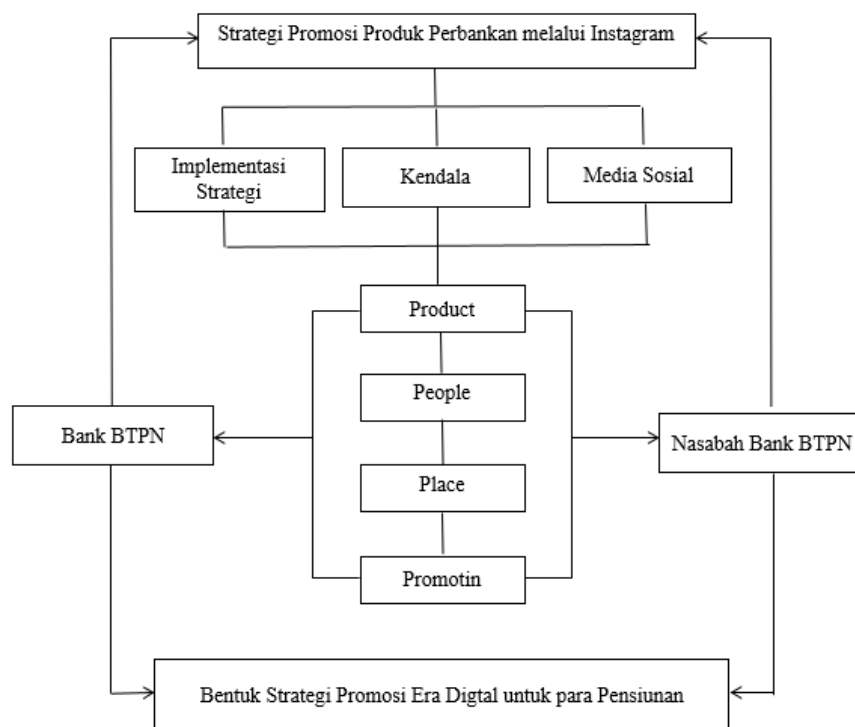 Strategi Promosi Produk Perbankan melalui Instagram
Implementasi
Strategi
Kendala
Media Sosial
Product
People
Bank BTPN
Nasabah Bank BTPN
Place
Promotin
Bentuk Strategi Promosi Era Digtal untuk para Pensiunan